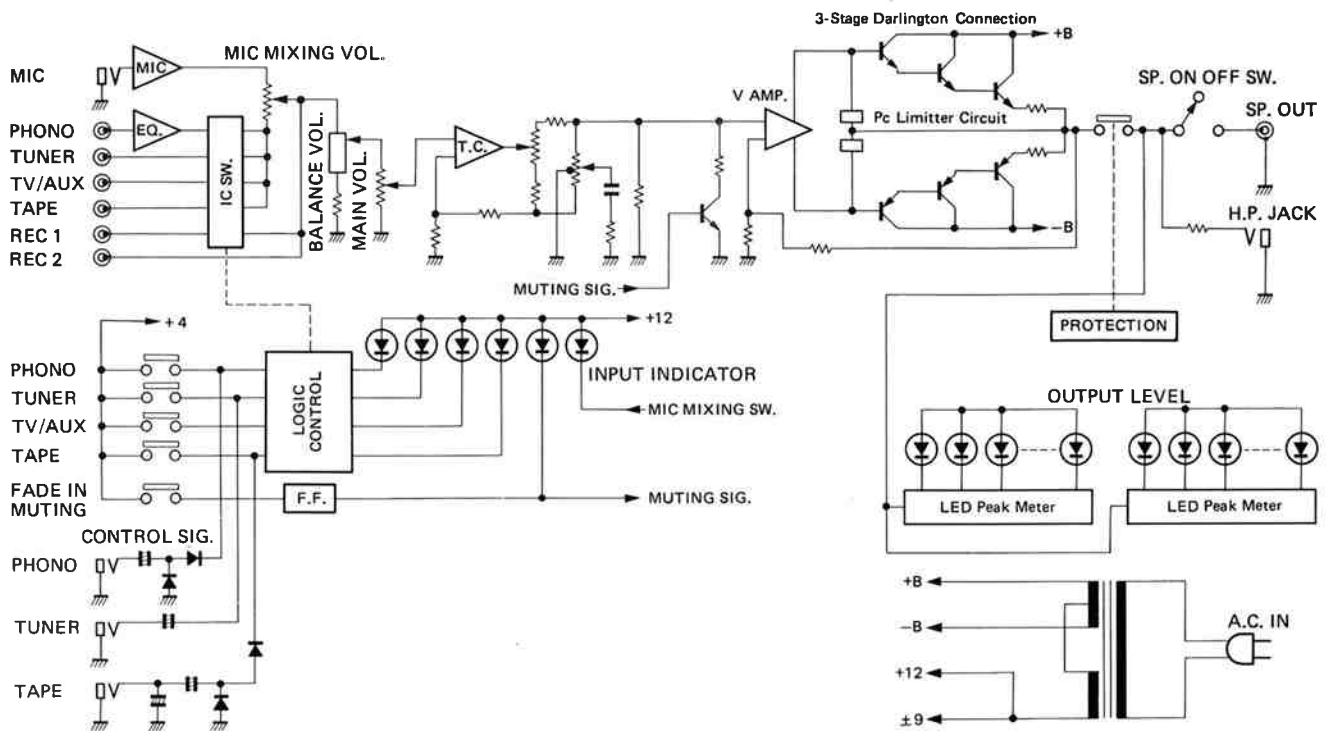 3-Stage Darlington Connection
+B
MIC MIXING VOL.
MIC
MIC
SP. ON OFF SW.
V AMP.
SP. OUT
PHONO
EQ.
Pc Limitter Circuit
TUNER
IC SW.
T.C.
TV/AUX
BALANCE VOL.
MAIN VOL.
TAPE
REC 1
H.P. JACK
REC 2
−B
MUTING SIG.
+4
+12
PROTECTION
PHONO
INPUT INDICATOR
TUNER
LOGIC CONTROL
MIC MIXING SW.
OUTPUT LEVEL
TV/AUX
TAPE
FADE IN
MUTING
F.F.
MUTING SIG.
LED Peak Meter
LED Peak Meter
CONTROL SIG.
PHONO
+B
−B
A.C. IN
TUNER
+12
TAPE
±9